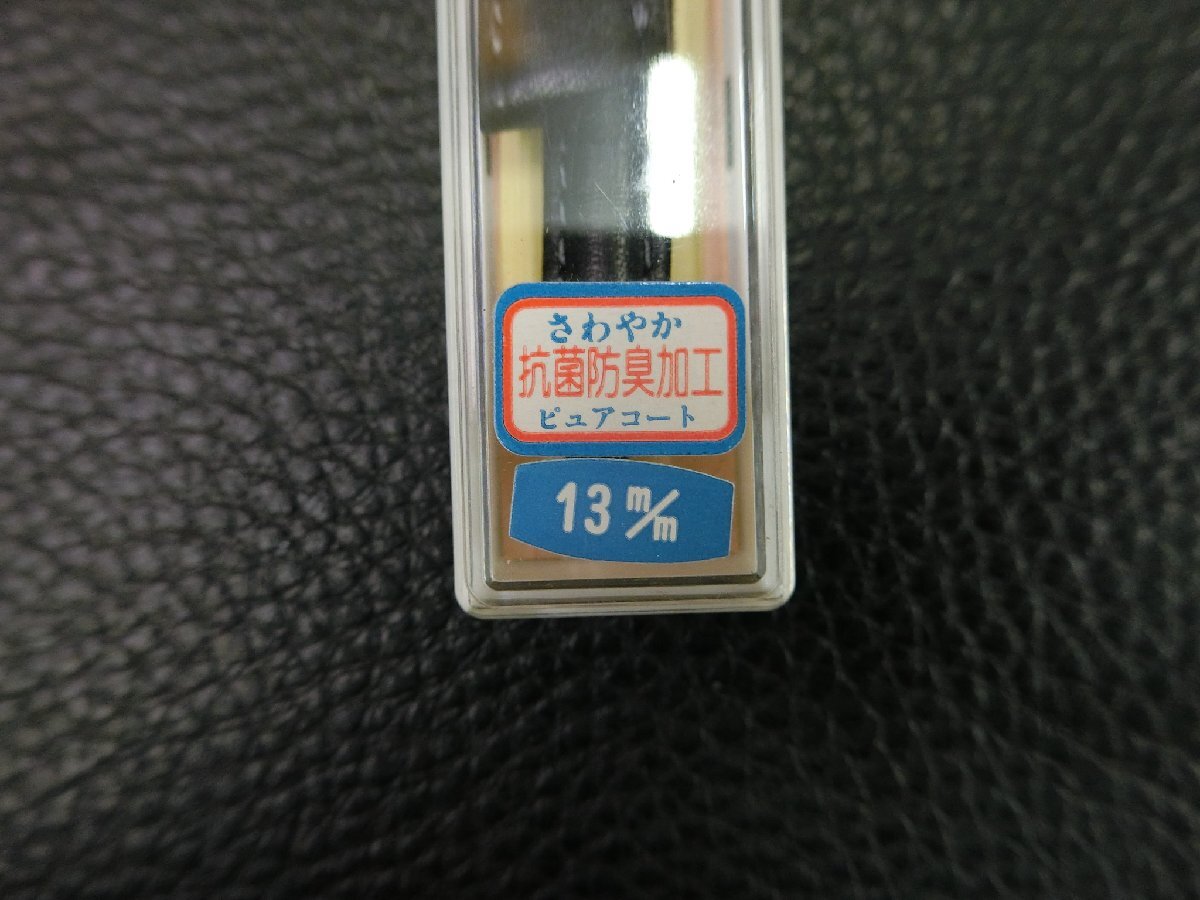 さわやか
抗菌防臭加工
ピュアコート
13 m/m